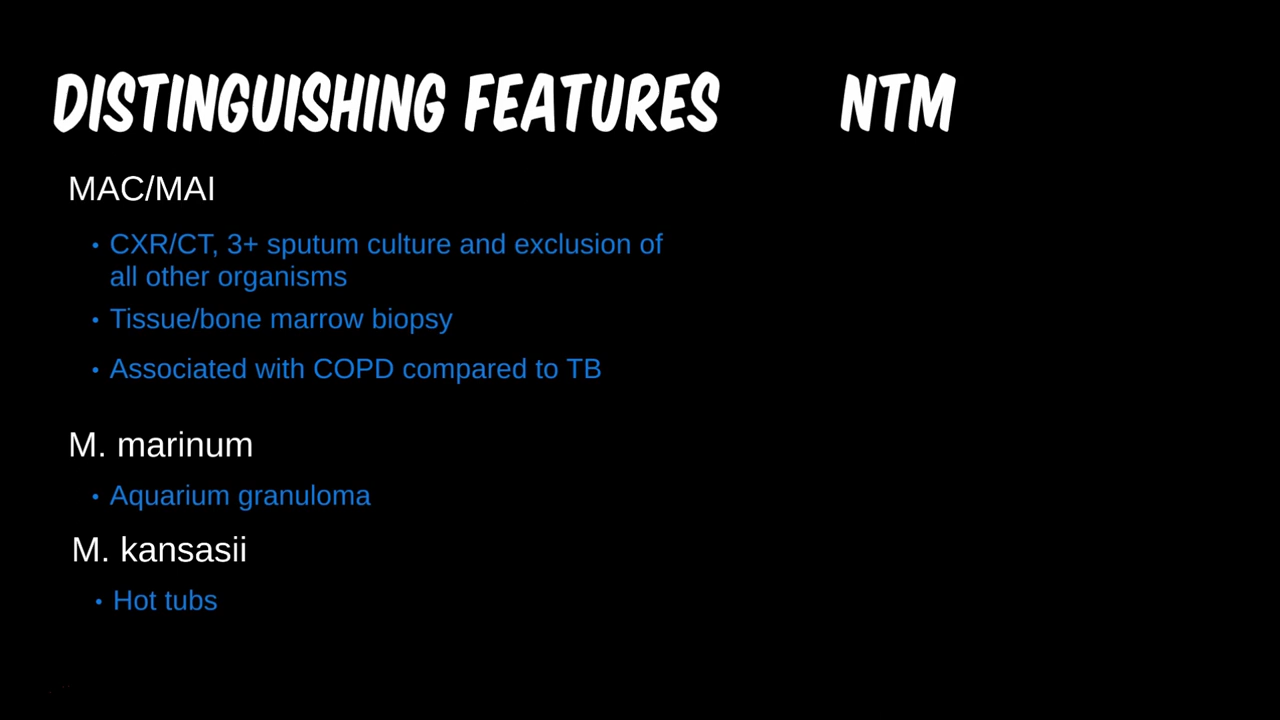 DISTINGUISHING FEATURES NTM
MAC/MAI
• CXR/CT, 3+ sputum culture and exclusion of
all other organisms
• Tissue/bone marrow biopsy
• Associated with COPD compared to TB
M. marinum
• Aquarium granuloma
M. kansasii
• Hot tubs